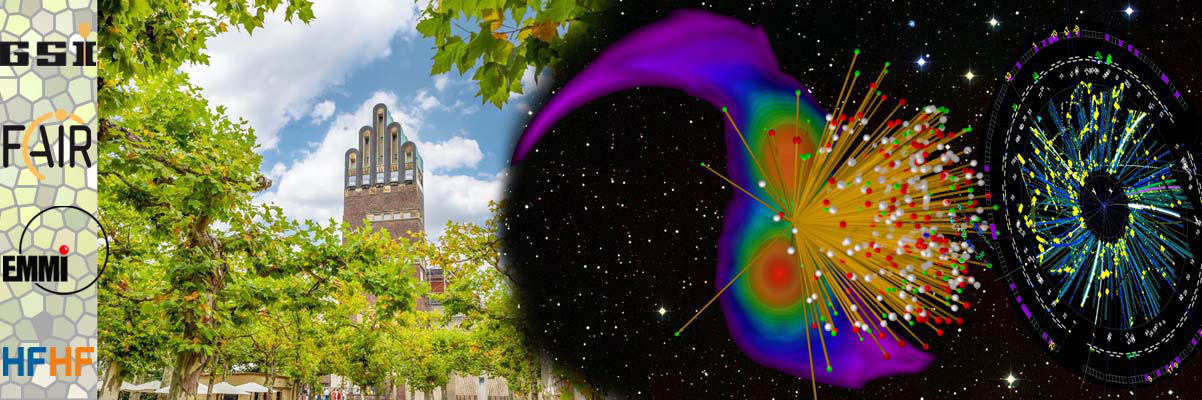 GSI
FAIR
EMMI
HFHF